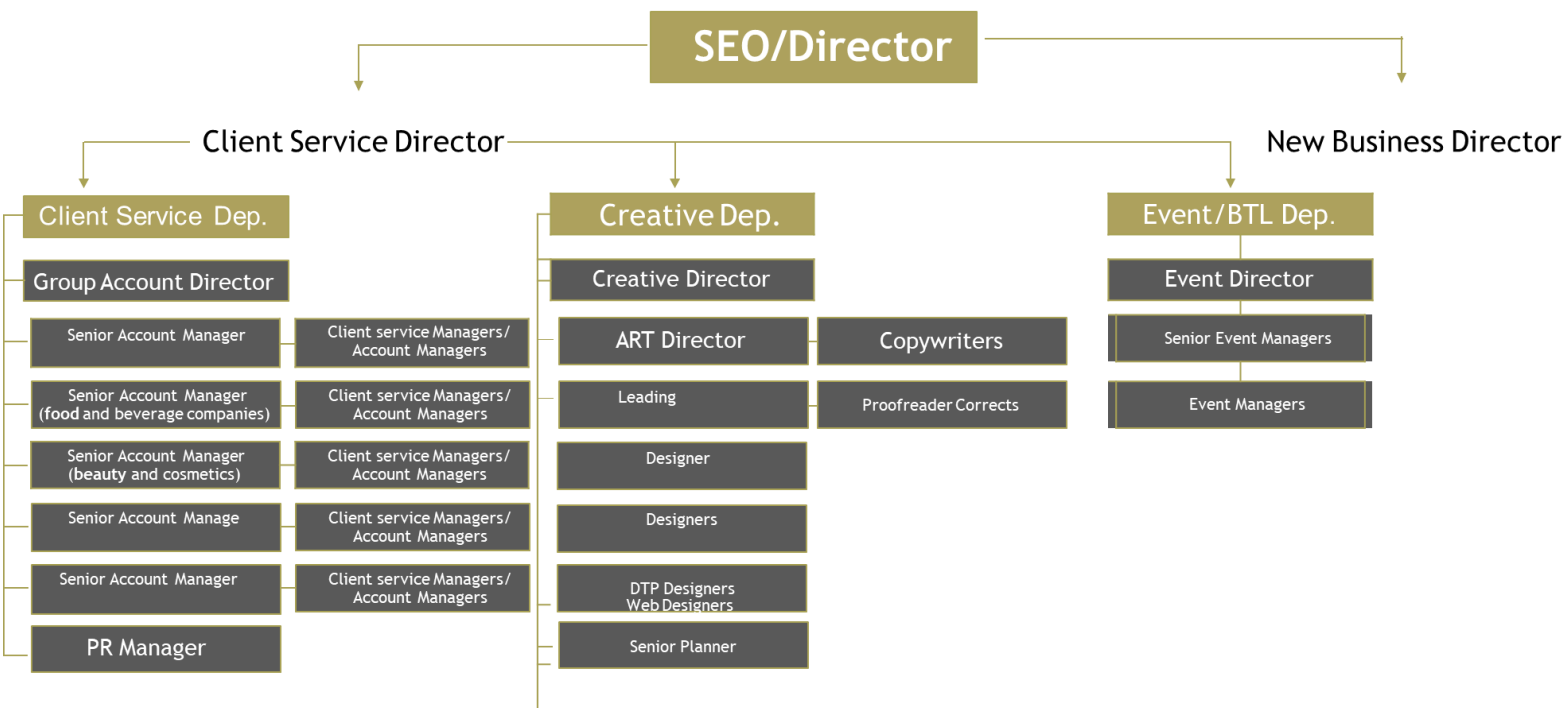 SEO/Director
Client Service Director
New Business Director
Client Service Dep.
Group Account Director
Senior Account Manager
Client service Managers/
Account Managers
Senior Account Manager
(food and beverage companies)
Client service Managers/
Account Managers
Senior Account Manager
(beauty and cosmetics)
Client service Managers/
Account Managers
Senior Account Manage
Client service Managers/
Account Managers
Senior Account Manager
Client service Managers/
Account Managers
PR Manager
Creative Dep.
Creative Director
ART Director
Copywriters
Leading
Proofreader Corrects
Designer
Designers
DTP Designers
Web Designers
Senior Planner
Event/BTL Dep.
Event Director
Senior Event Managers
Event Managers